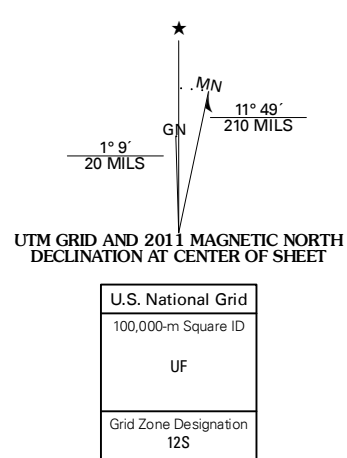 ★
MN
GN
11° 49´
210 MILS
1° 9´
20 MILS
UTM GRID AND 2011 MAGNETIC NORTH
DECLINATION AT CENTER OF SHEET
U.S. National Grid
100,000-m Square ID
UF
Grid Zone Designation
12S